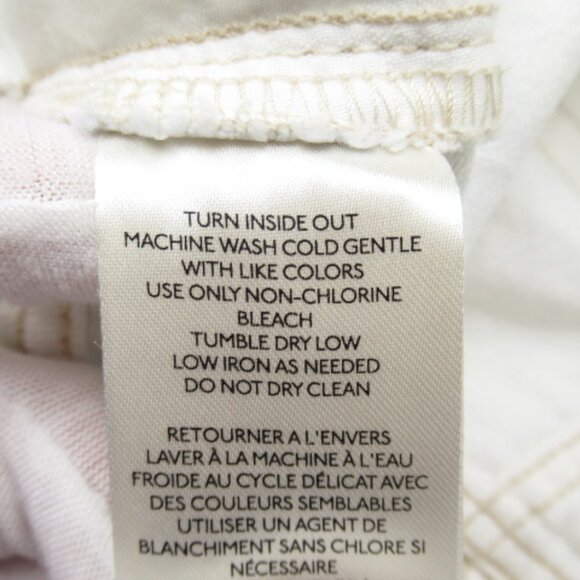 TURN INSIDE OUT
MACHINE WASH COLD GENTLE
WITH LIKE COLORS
USE ONLY NON-CHLORINE
BLEACH
TUMBLE DRY LOW
LOW IRON AS NEEDED
DO NOT DRY CLEAN
RETOURNER A L'ENVERS
LAVER À LA MACHINE À L'EAU
FROIDE AU CYCLE DÉLICAT AVEC
DES COULEURS SEMBLABLES
UTILISER UN AGENT DE
BLANCHIMENT SANS CHLORE SI
NÉCESSAIRE